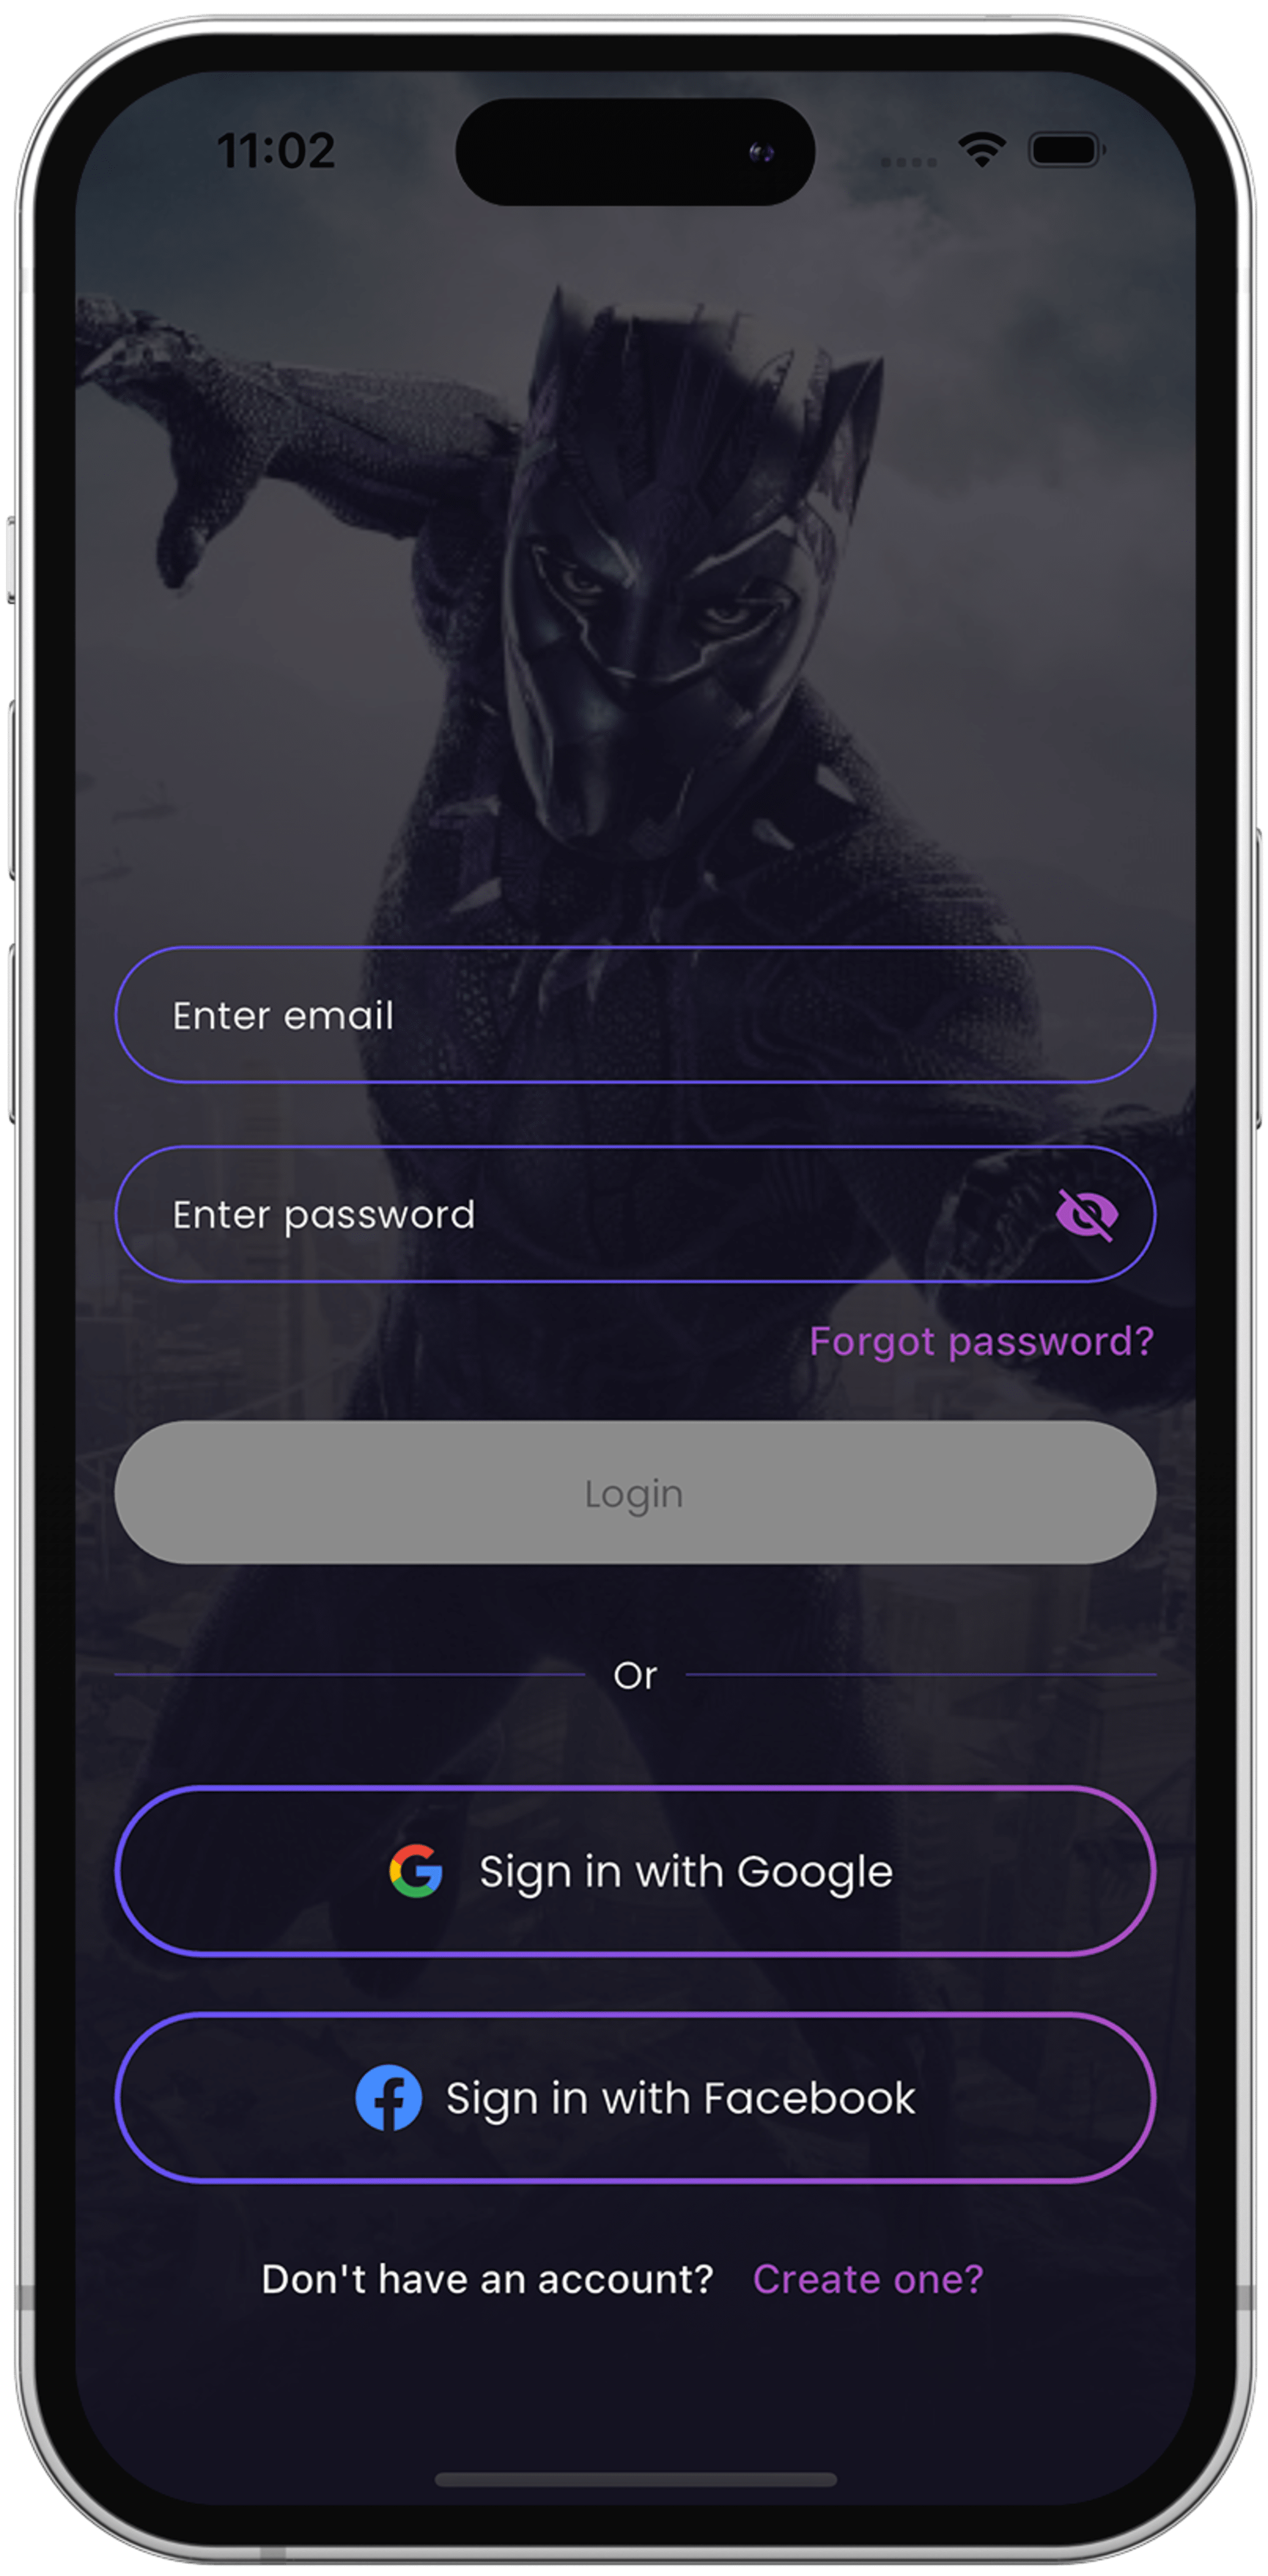 11:02
Enter email
Enter password
Forgot password?
Login
Or
Sign in with Google
Sign in with Facebook
Don't have an account? Create one?